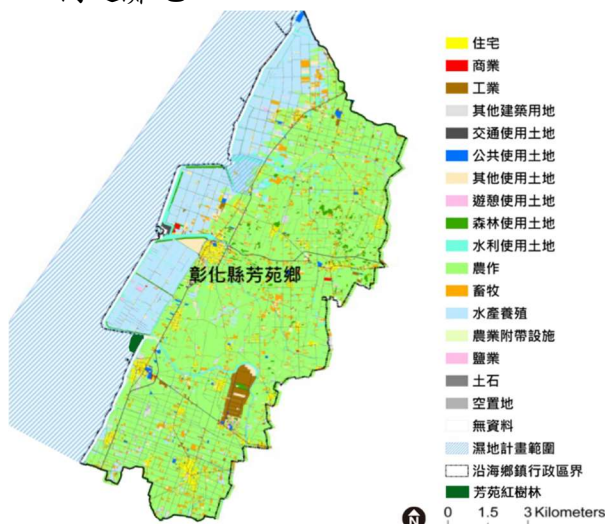 住宅
商業
工業
其他建築用地
交通使用土地
公共使用土地
其他使用土地
遊憩使用土地
森林使用土地
水利使用土地
農作
畜牧
水產養殖
農業附帶設施
鹽業
土石
空置地
無資料
濕地計畫範圍
沿海鄉鎮行政區界
芳苑紅樹林
彰化縣芳苑鄉
N
0 1.5 3 Kilometers